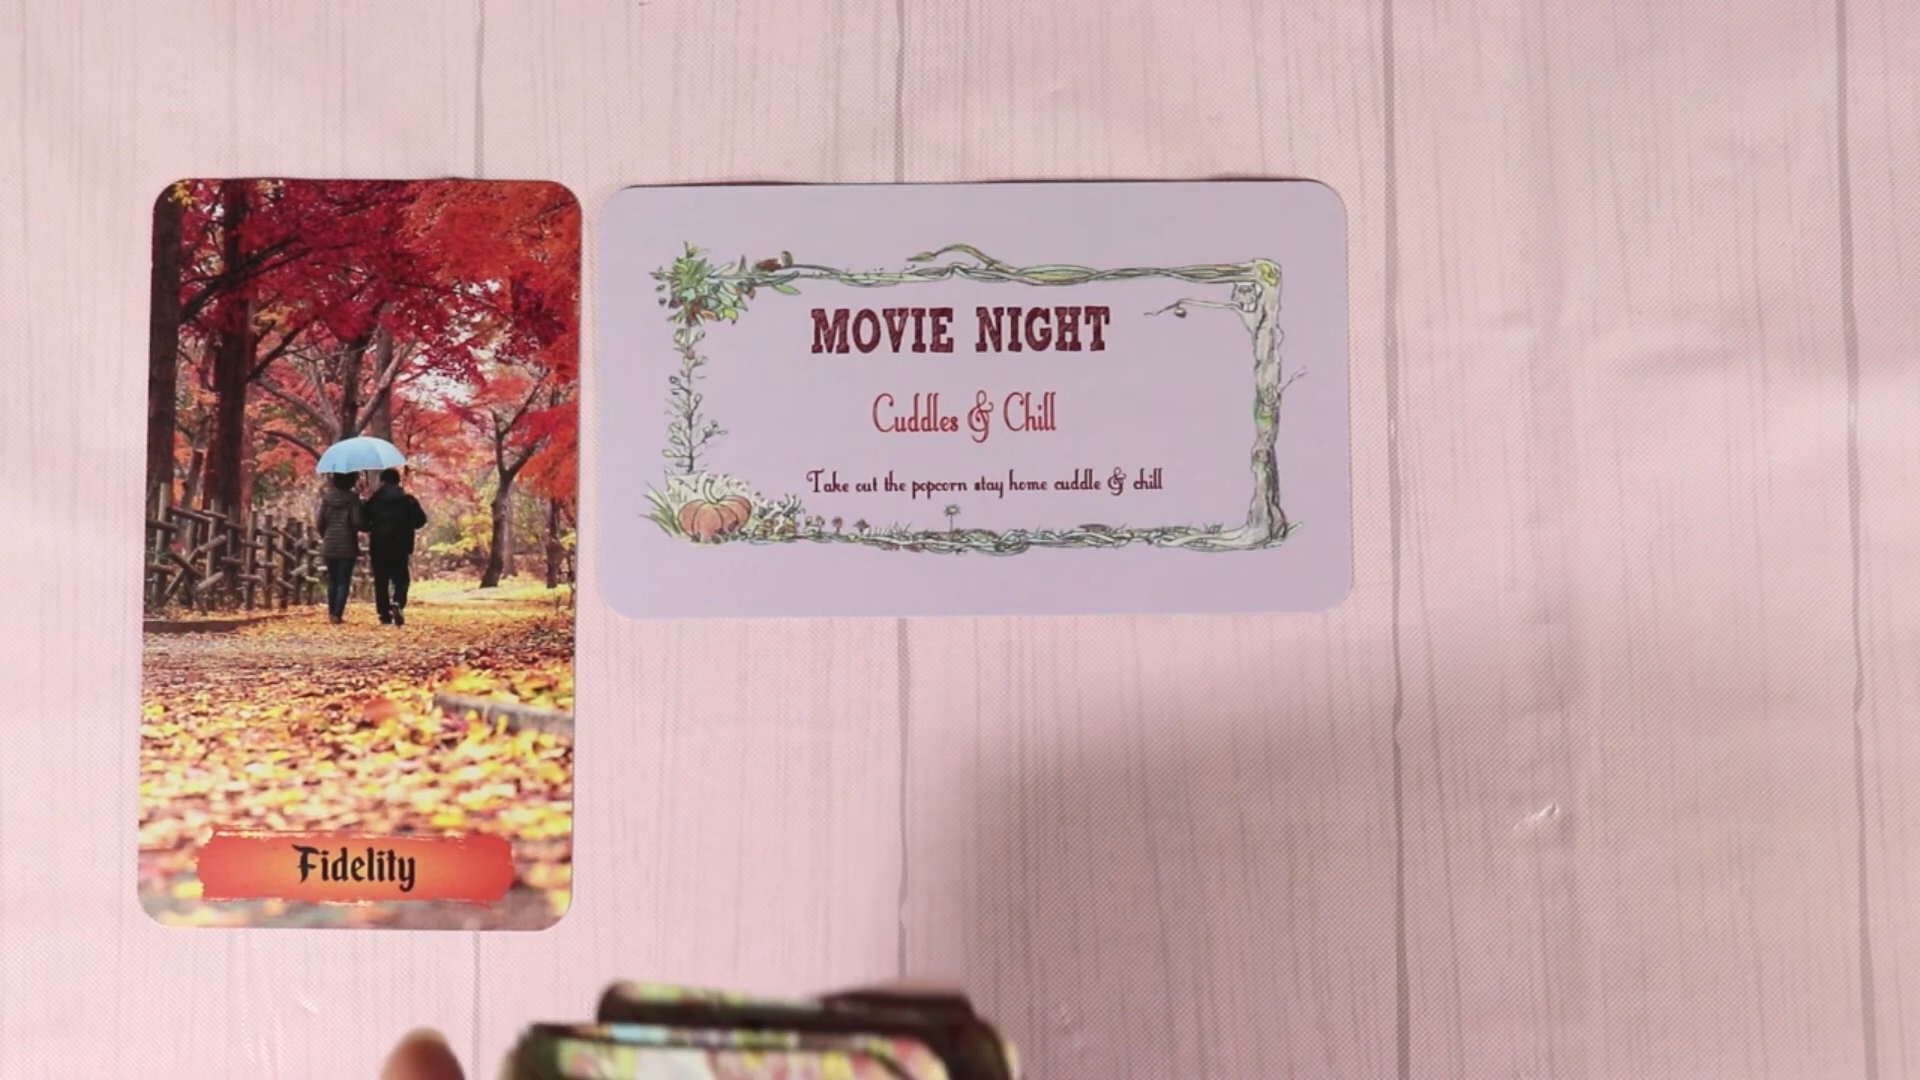 Fidelity
MOVIE NIGHT
Cuddles & Chill
Take out the popcorn stay home cuddle & chill